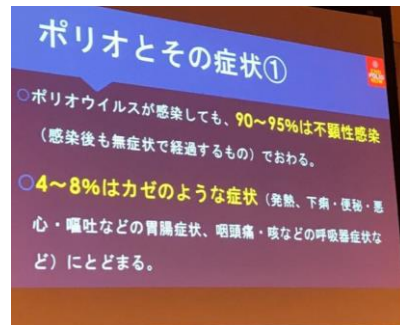 ポリオとその症状①
○ポリオウイルスが感染しても、90～95%は不顕性感染
（感染後も無症状で経過するもの）でおわる。
○4～8%はカゼのような症状（発熱、下痢・便秘・悪
心・嘔吐などの胃腸症状、咽頭痛・咳などの呼吸器症状な
ど）にとどまる。